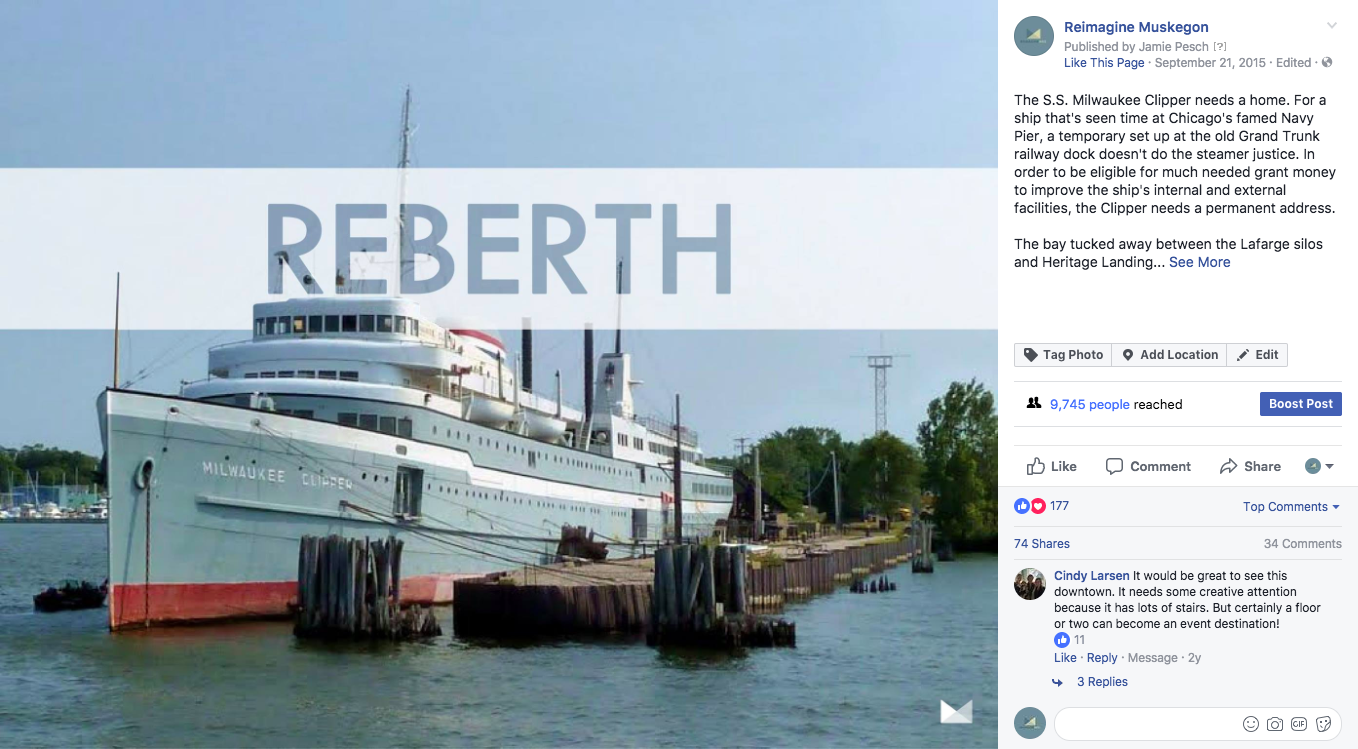 REBERTH
MILWAUKEE CLIPPER
Reimagine Muskegon
Published by Jamie Pesch [?]
Like This Page · September 21, 2015 · Edited ·
The S.S. Milwaukee Clipper needs a home. For a
ship that's seen time at Chicago's famed Navy
Pier, a temporary set up at the old Grand Trunk
railway dock doesn't do the steamer justice. In
order to be eligible for much needed grant money
to improve the ship's internal and external
facilities, the Clipper needs a permanent address.
The bay tucked away between the Lafarge silos
and Heritage Landing... See More
Tag Photo Add Location Edit
9,745 people reached Boost Post
Like Comment Share
177 Top Comments
74 Shares 34 Comments
Cindy Larsen It would be great to see this
downtown. It needs some creative attention
because it has lots of stairs. But certainly a floor
or two can become an event destination!
11
Like · Reply · Message · 2y
3 Replies
GIF